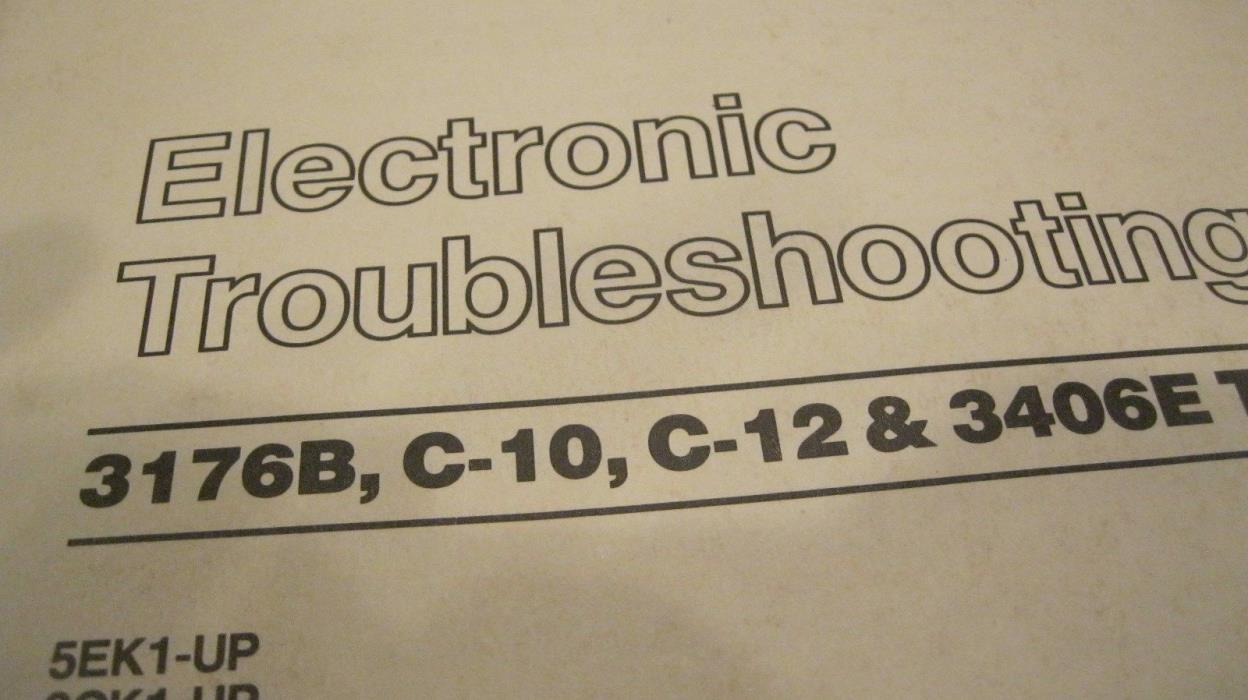 Electronic
Troubleshooting
3176B, C-10, C-12 & 3406E
5EK1-UP